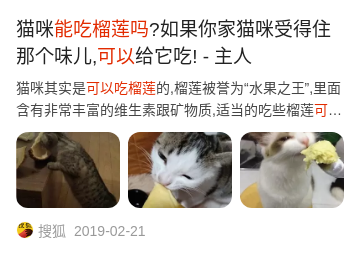 猫咪能吃榴莲吗?如果你家猫咪受得住
那个味儿,可以给它吃! - 主人
猫咪其实是可以吃榴莲的,榴莲被誉为“水果之王”,里面
含有非常丰富的维生素跟矿物质,适当的吃些榴莲可...
搜狐 2019-02-21